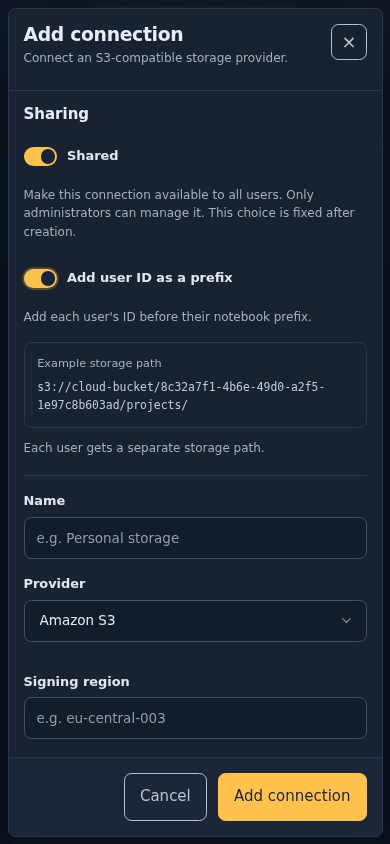 Add connection
Connect an S3-compatible storage provider.
Sharing
Shared
Make this connection available to all users. Only
administrators can manage it. This choice is fixed after
creation.
Add user ID as a prefix
Add each user's ID before their notebook prefix.
Example storage path
s3://cloud-bucket/8c32a7f1-4b6e-49d0-a2f5-
1e97c8b603ad/projects/
Each user gets a separate storage path.
Name
e.g. Personal storage
Provider
Amazon S3
Signing region
e.g. eu-central-003
Cancel
Add connection